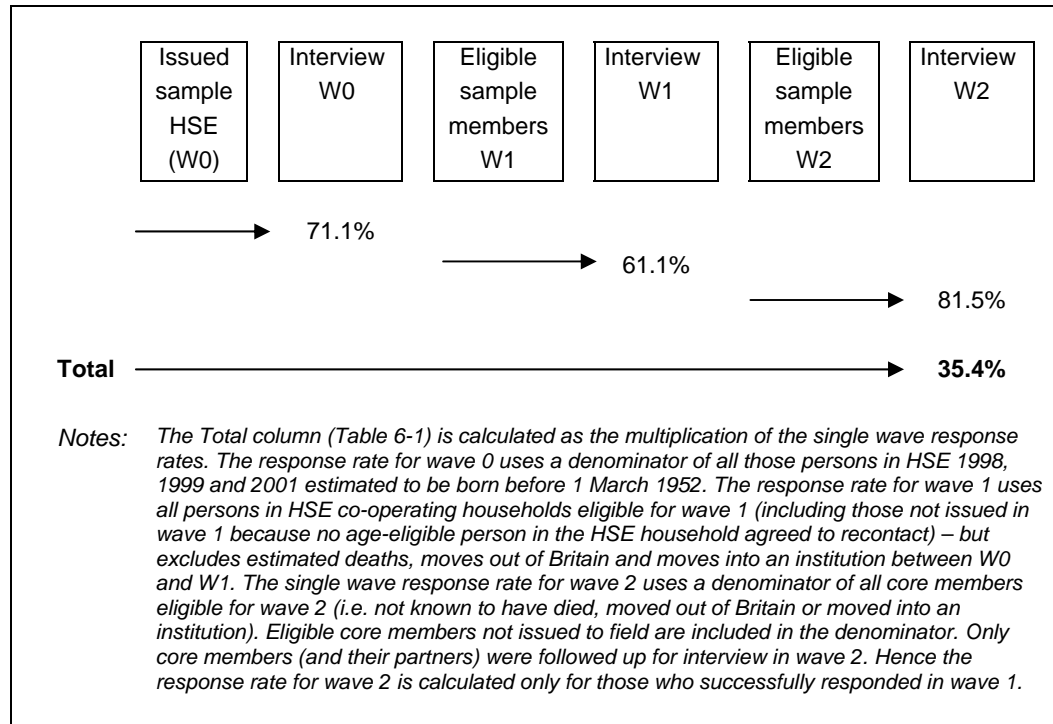 Issued sample HSE (W0)
Interview W0
Eligible sample members W1
Interview W1
Eligible sample members W2
Interview W2
71.1%
61.1%
81.5%
Total 35.4%
Notes: The Total column (Table 6-1) is calculated as the multiplication of the single wave response
rates. The response rate for wave 0 uses a denominator of all those persons in HSE 1998,
1999 and 2001 estimated to be born before 1 March 1952. The response rate for wave 1 uses
all persons in HSE co-operating households eligible for wave 1 (including those not issued in
wave 1 because no age-eligible person in the HSE household agreed to recontact) – but
excludes estimated deaths, moves out of Britain and moves into an institution between W0
and W1. The single wave response rate for wave 2 uses a denominator of all core members
eligible for wave 2 (i.e. not known to have died, moved out of Britain or moved into an
institution). Eligible core members not issued to field are included in the denominator. Only
core members (and their partners) were followed up for interview in wave 2. Hence the
response rate for wave 2 is calculated only for those who successfully responded in wave 1.